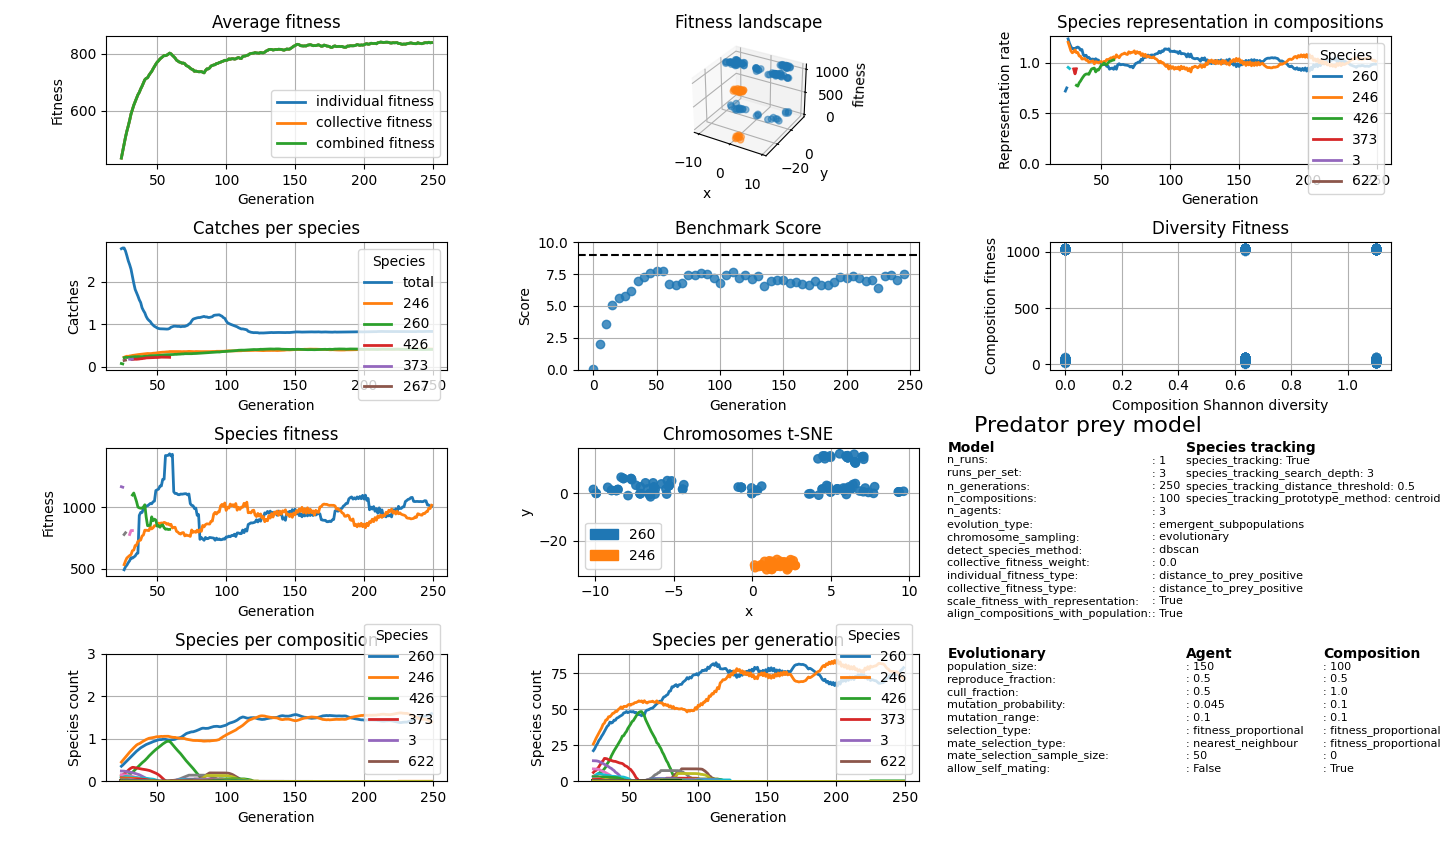 Average fitness
Fitness
800
600
individual fitness
collective fitness
combined fitness
50 100 150 200 250
Generation
Fitness landscape
1000
500
0
fitness
−10 0 10
x
−20 0
y
Species representation in compositions
Representation rate
1.0
0.5
0.0
Species
260
246
426
373
3
622
50 100 150 200 250
Generation
Catches per species
Catches
2
1
0
Species
total
246
260
426
373
267
50 100 150 200 250
Generation
Benchmark Score
Score
10.0
7.5
5.0
2.5
0.0
0 50 100 150 200 250
Generation
Diversity Fitness
Composition fitness
1000
500
0
0.0 0.2 0.4 0.6 0.8 1.0
Composition Shannon diversity
Species fitness
Fitness
1000
500
50 100 150 200 250
Generation
Chromosomes t-SNE
y
0
−20
260
246
−10 −5 0 5 10
x
Predator prey model
Model
n_runs: : 1
runs_per_set: : 3
n_generations: : 250
n_compositions: : 100
n_agents: : 3
evolution_type: : emergent_subpopulations
chromosome_sampling: : evolutionary
detect_species_method: : dbscan
collective_fitness_weight: : 0.0
individual_fitness_type: : distance_to_prey_positive
collective_fitness_type: : distance_to_prey_positive
scale_fitness_with_representation: : True
align_compositions_with_population: : True
Species tracking
species_tracking: True
species_tracking_search_depth: 3
species_tracking_distance_threshold: 0.5
species_tracking_prototype_method: centroid
Species per composition
Species count
3
2
1
0
Species
260
246
426
373
3
622
50 100 150 200 250
Generation
Species per generation
Species count
75
50
25
0
Species
260
246
426
373
3
622
50 100 150 200 250
Generation
Evolutionary Agent Composition
population_size: : 150 : 100
reproduce_fraction: : 0.5 : 0.5
cull_fraction: : 0.5 : 1.0
mutation_probability: : 0.045 : 0.1
mutation_range: : 0.1 : 0.1
selection_type: : fitness_proportional : fitness_proportional
mate_selection_type: : nearest_neighbour : fitness_proportional
mate_selection_sample_size: : 50 : 0
allow_self_mating: : False : True